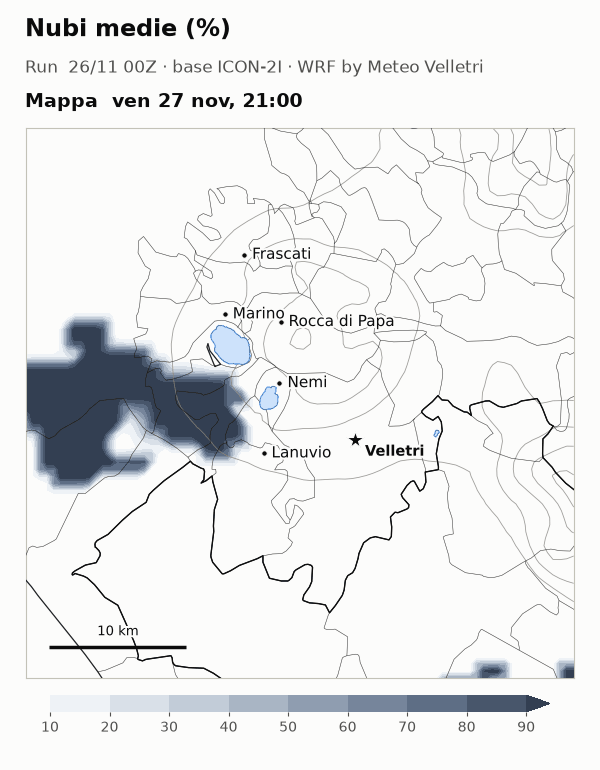 Nubi medie (%)
Run 26/11 00Z · base ICON-2I · WRF by Meteo Velletri
Mappa ven 27 nov, 21:00
Frascati
Marino
Rocca di Papa
Nemi
Velletri
Lanuvio
10 km
10 20 30 40 50 60 70 80 90